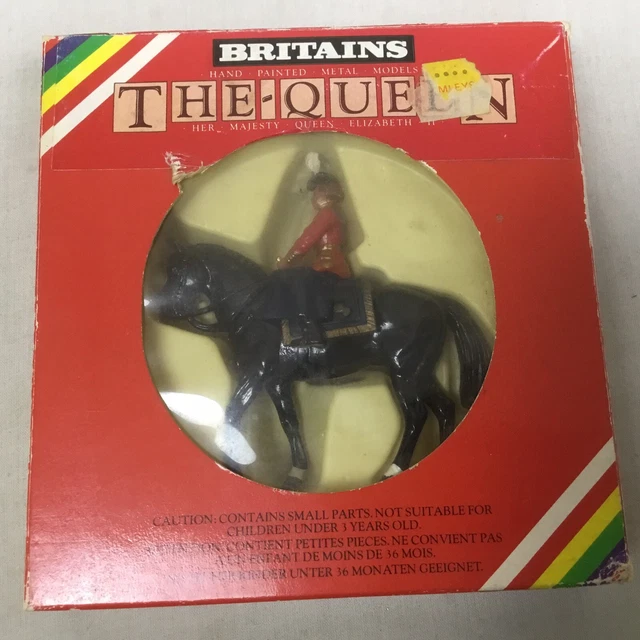 BRITAINS
HAND · PAINTED METAL MODELS
THE·QUEEN
· HER MAJESTY · QUEEN · ELIZABETH II
CAUTION: CONTAINS SMALL PARTS. NOT SUITABLE FOR
CHILDREN UNDER 3 YEARS OLD.
CONTIENT PETITES PIECES. NE CONVIENT PAS
ENFANT DE MOINS DE 36 MOIS.
KINDER UNTER 36 MONATEN GEEIGNET.